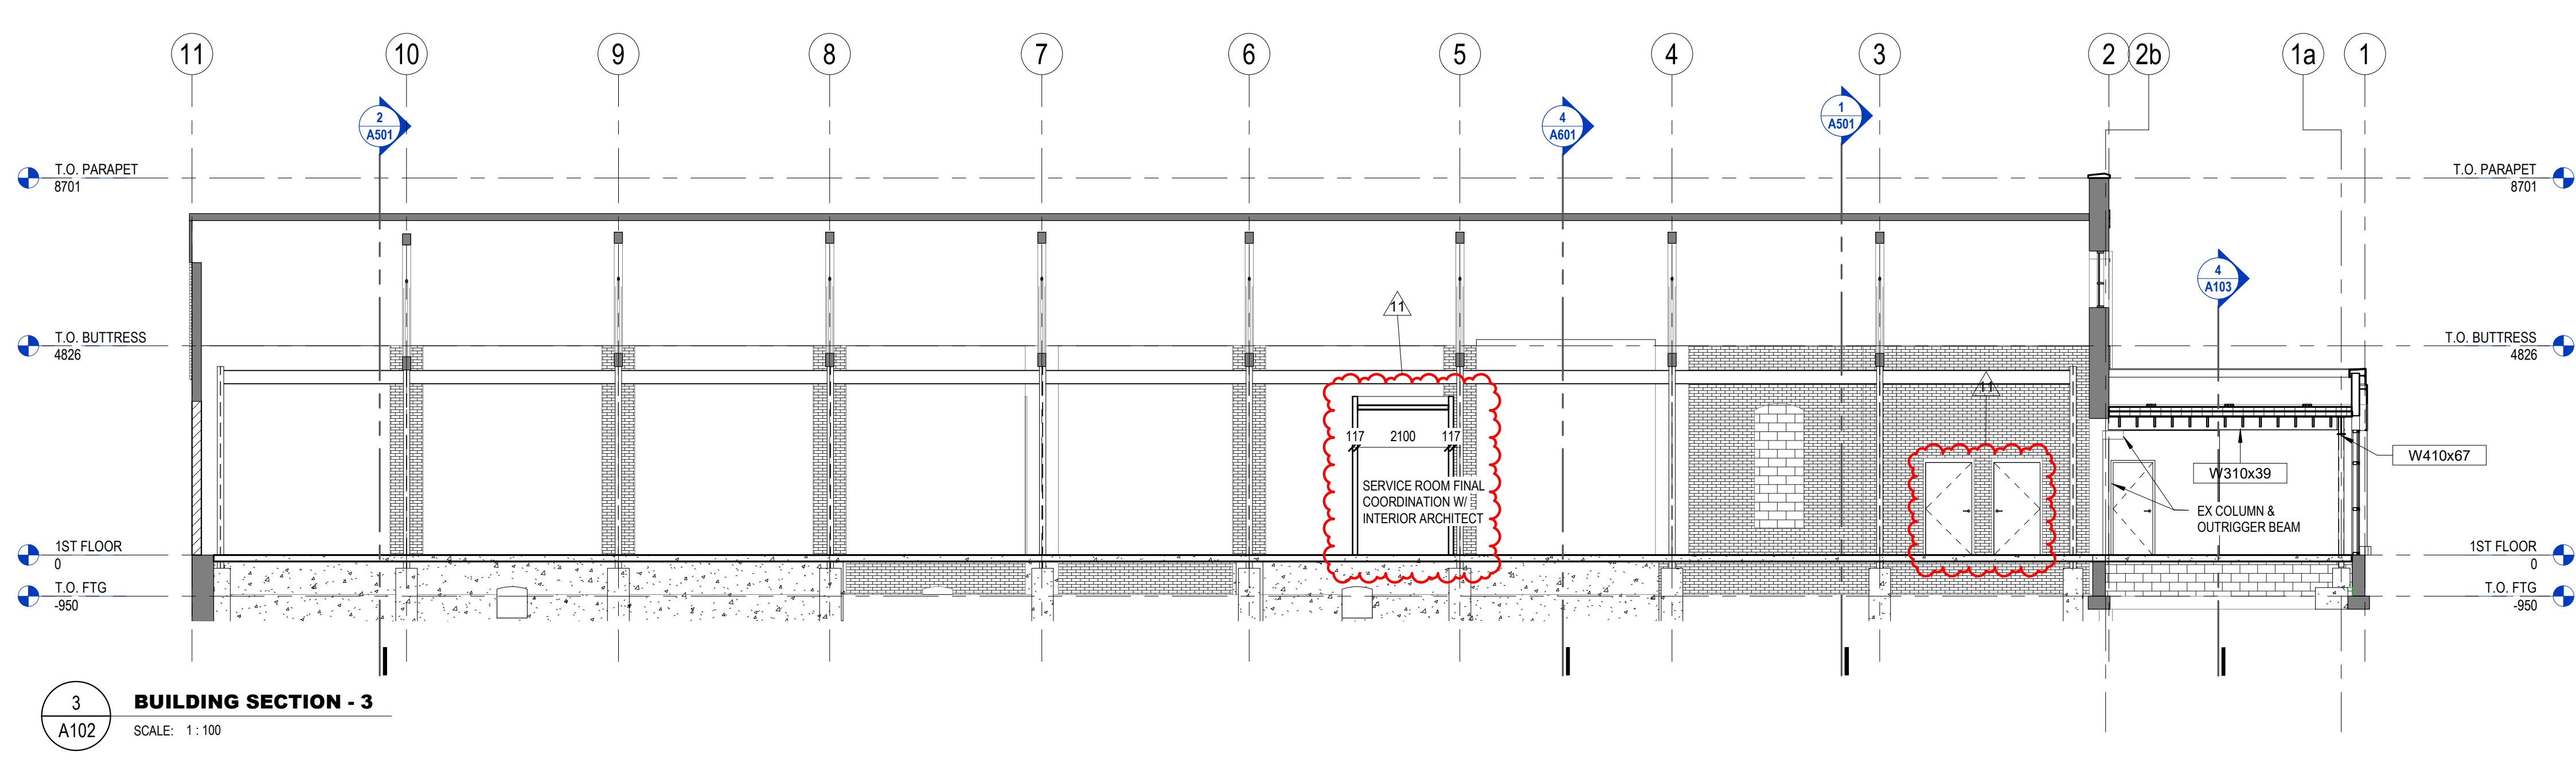 11
10
9
8
7
6
5
4
3
2
2b
1a
1
2
A501
4
A601
1
A501
T.O. PARAPET
8701
T.O. PARAPET
8701
4
A103
11
T.O. BUTTRESS
4826
T.O. BUTTRESS
4826
11
117 2100 117
W410x67
W310x39
SERVICE ROOM FINAL
COORDINATION W/
INTERIOR ARCHITECT
EX COLUMN &
OUTRIGGER BEAM
1ST FLOOR
0
1ST FLOOR
0
T.O. FTG
-950
T.O. FTG
-950
3
A102
BUILDING SECTION - 3
SCALE: 1 : 100